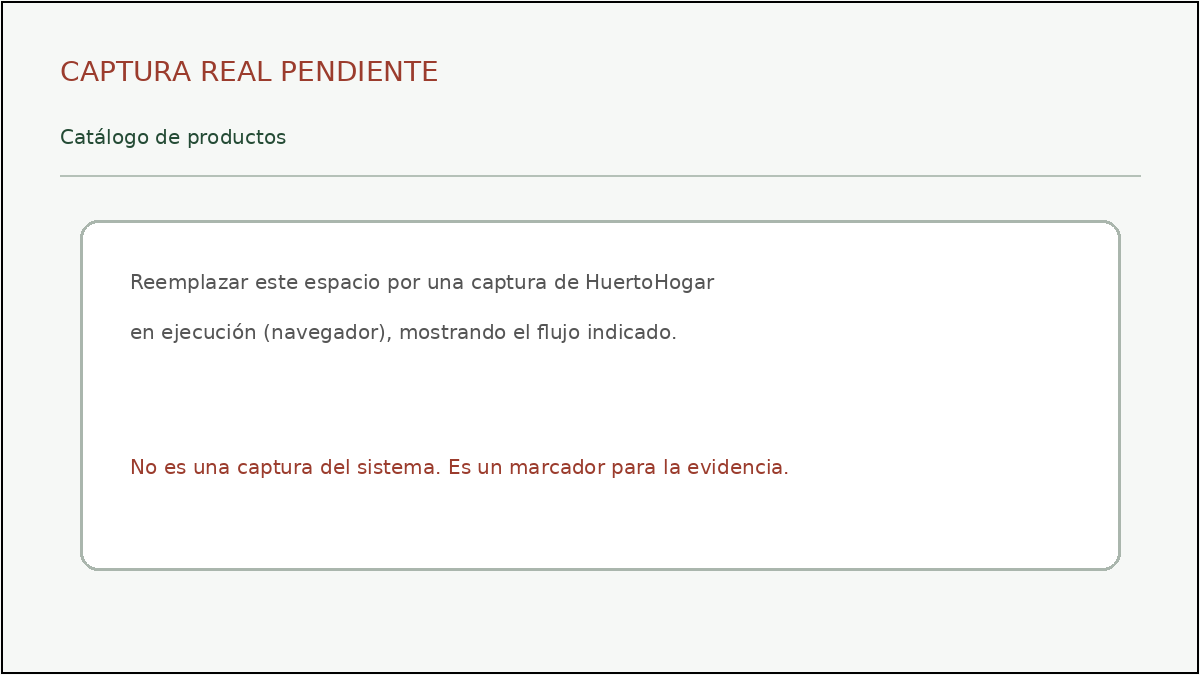 CAPTURA REAL PENDIENTE
Catálogo de productos
Reemplazar este espacio por una captura de HuertoHogar
en ejecución (navegador), mostrando el flujo indicado.
No es una captura del sistema. Es un marcador para la evidencia.